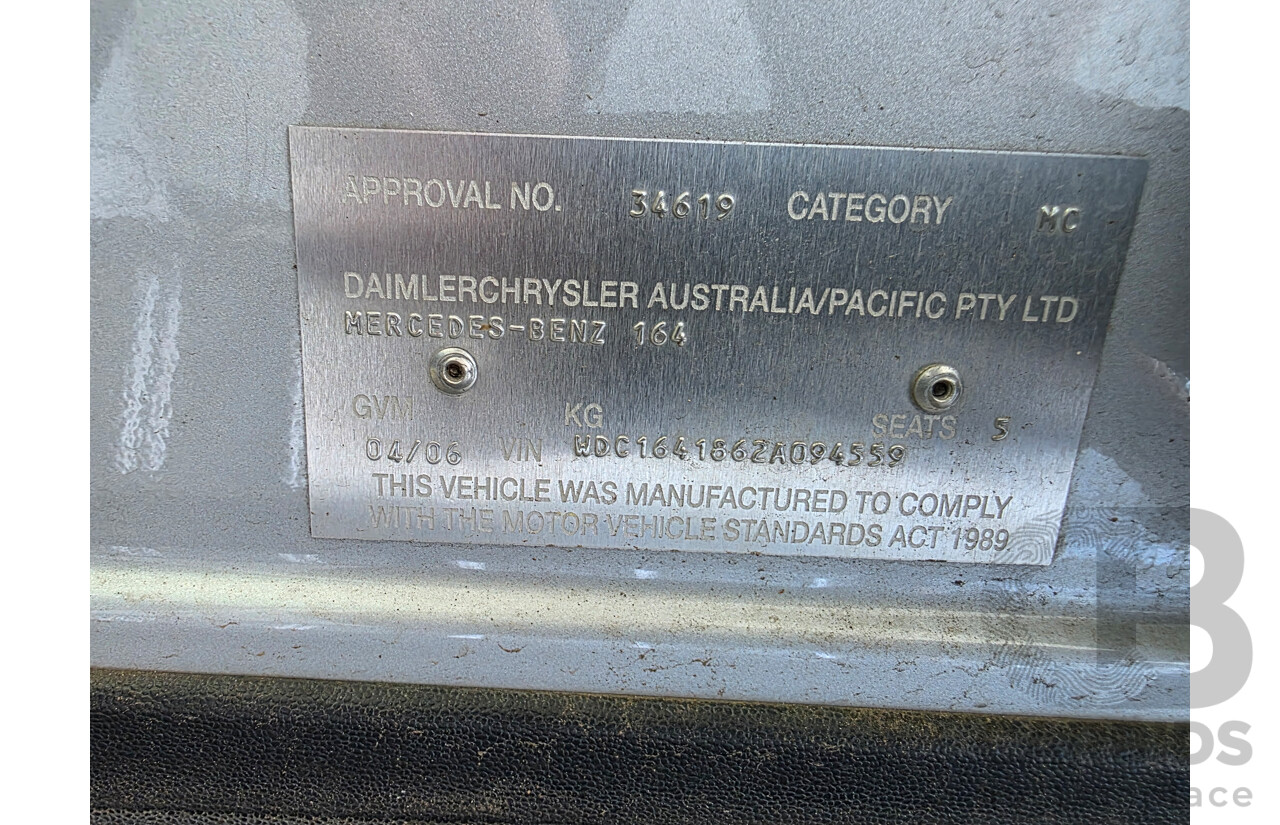 APPROVAL NO. 34619 CATEGORY MC
DAIMLERCHRYSLER AUSTRALIA/PACIFIC PTY LTD
MERCEDES-BENZ 164
GVM KG SEATS 5
04/06 VIN WDC1641862A094559
THIS VEHICLE WAS MANUFACTURED TO COMPLY
WITH THE MOTOR VEHICLE STANDARDS ACT 1989